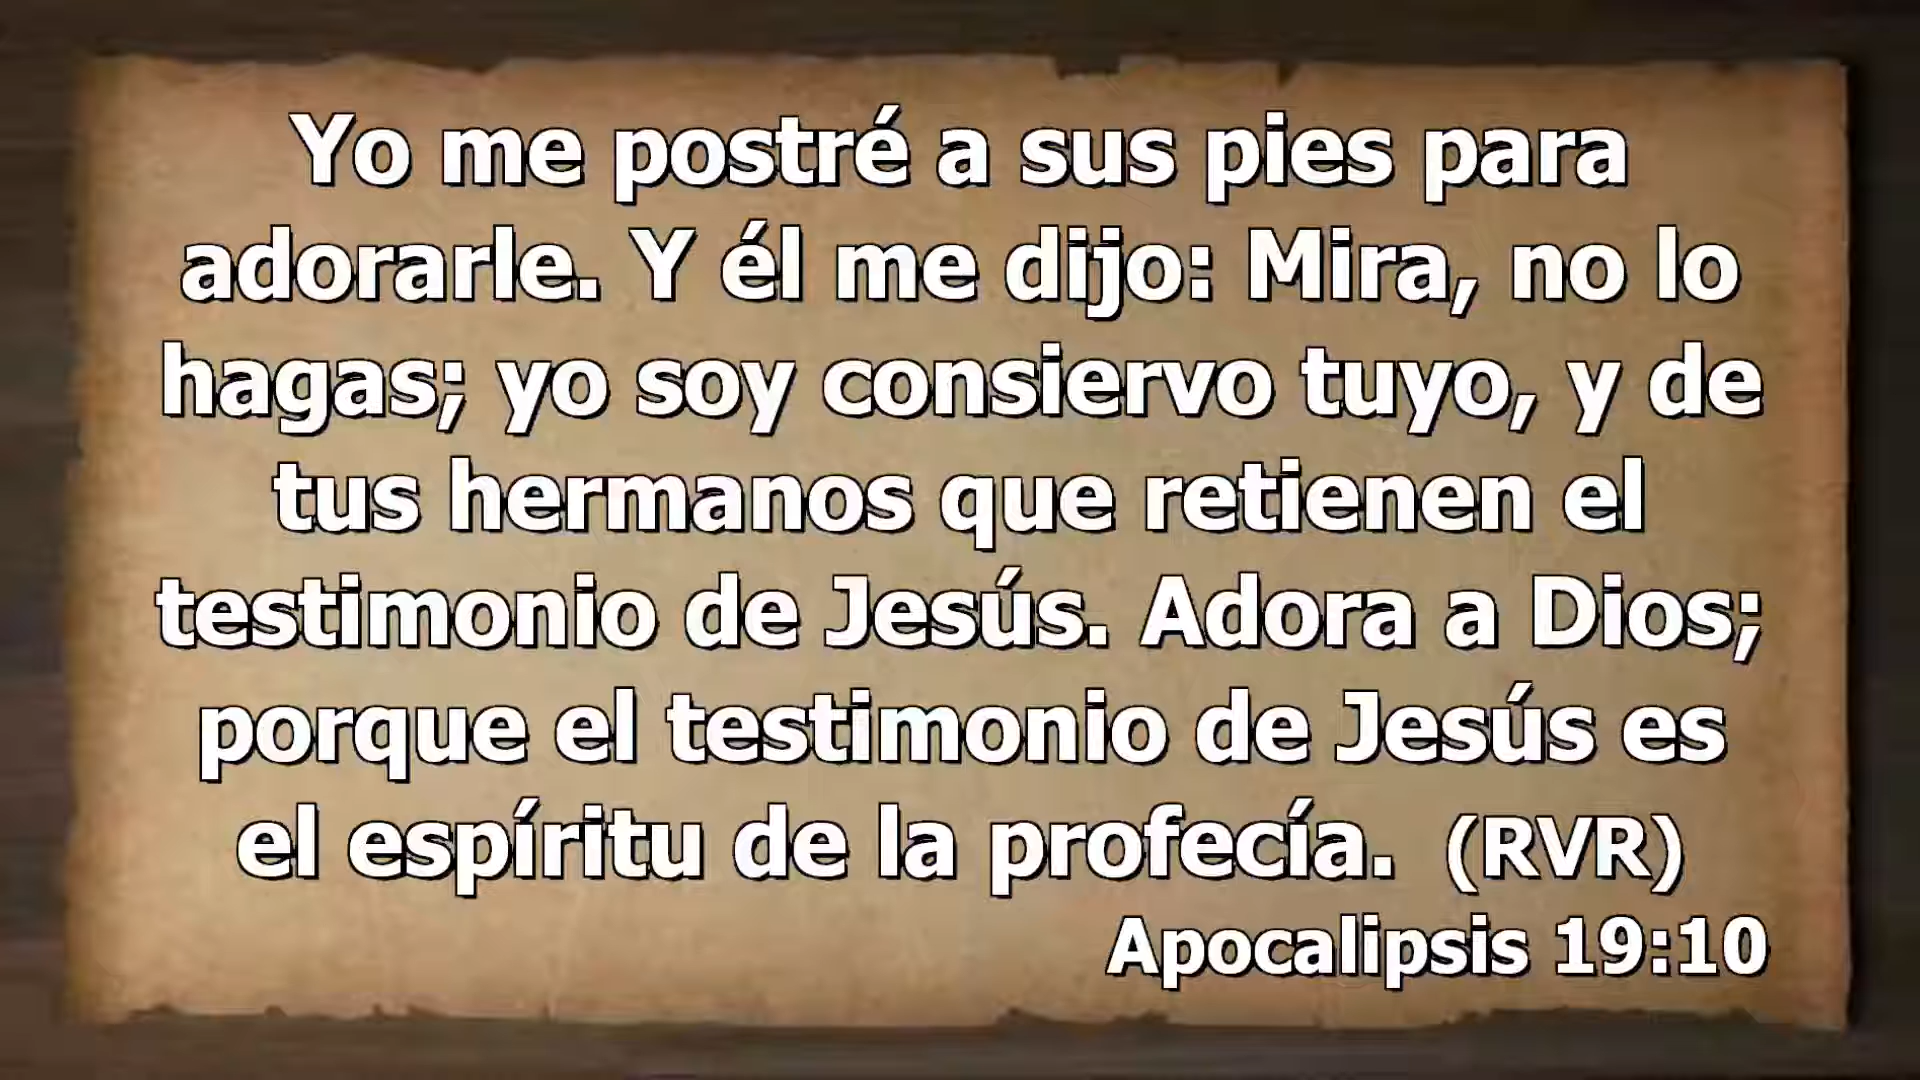 Yo me postré a sus pies para
adorarle. Y él me dijo: Mira, no lo
hagas; yo soy consiervo tuyo, y de
tus hermanos que retienen el
testimonio de Jesús. Adora a Dios;
porque el testimonio de Jesús es
el espíritu de la profecía. (RVR)
Apocalipsis 19:10